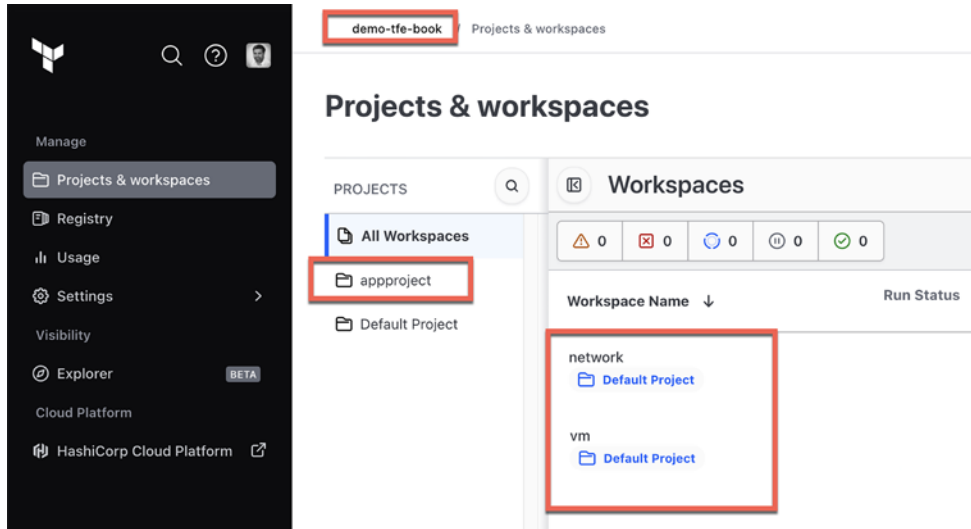 demo-tfe-book / Projects & workspaces
Projects & workspaces
Manage
Projects & workspaces
Registry
Usage
Settings
Visibility
Explorer BETA
Cloud Platform
HashiCorp Cloud Platform
PROJECTS
All Workspaces
appproject
Default Project
Workspaces
0 0 0 0 0
Workspace Name Run Status
network
Default Project
vm
Default Project